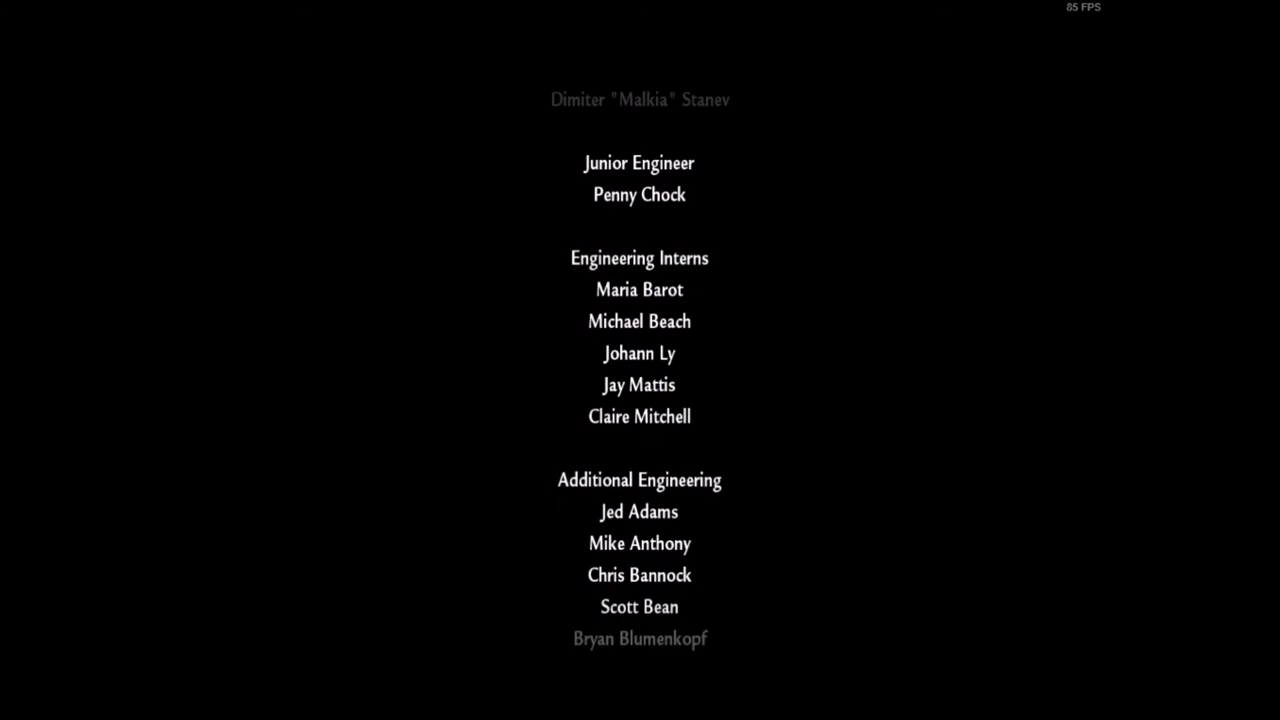 85 FPS
Dimiter "Malkia" Stanev
Junior Engineer
Penny Chock
Engineering Interns
Maria Barot
Michael Beach
Johann Ly
Jay Mattis
Claire Mitchell
Additional Engineering
Jed Adams
Mike Anthony
Chris Bannock
Scott Bean
Bryan Blumenkopf